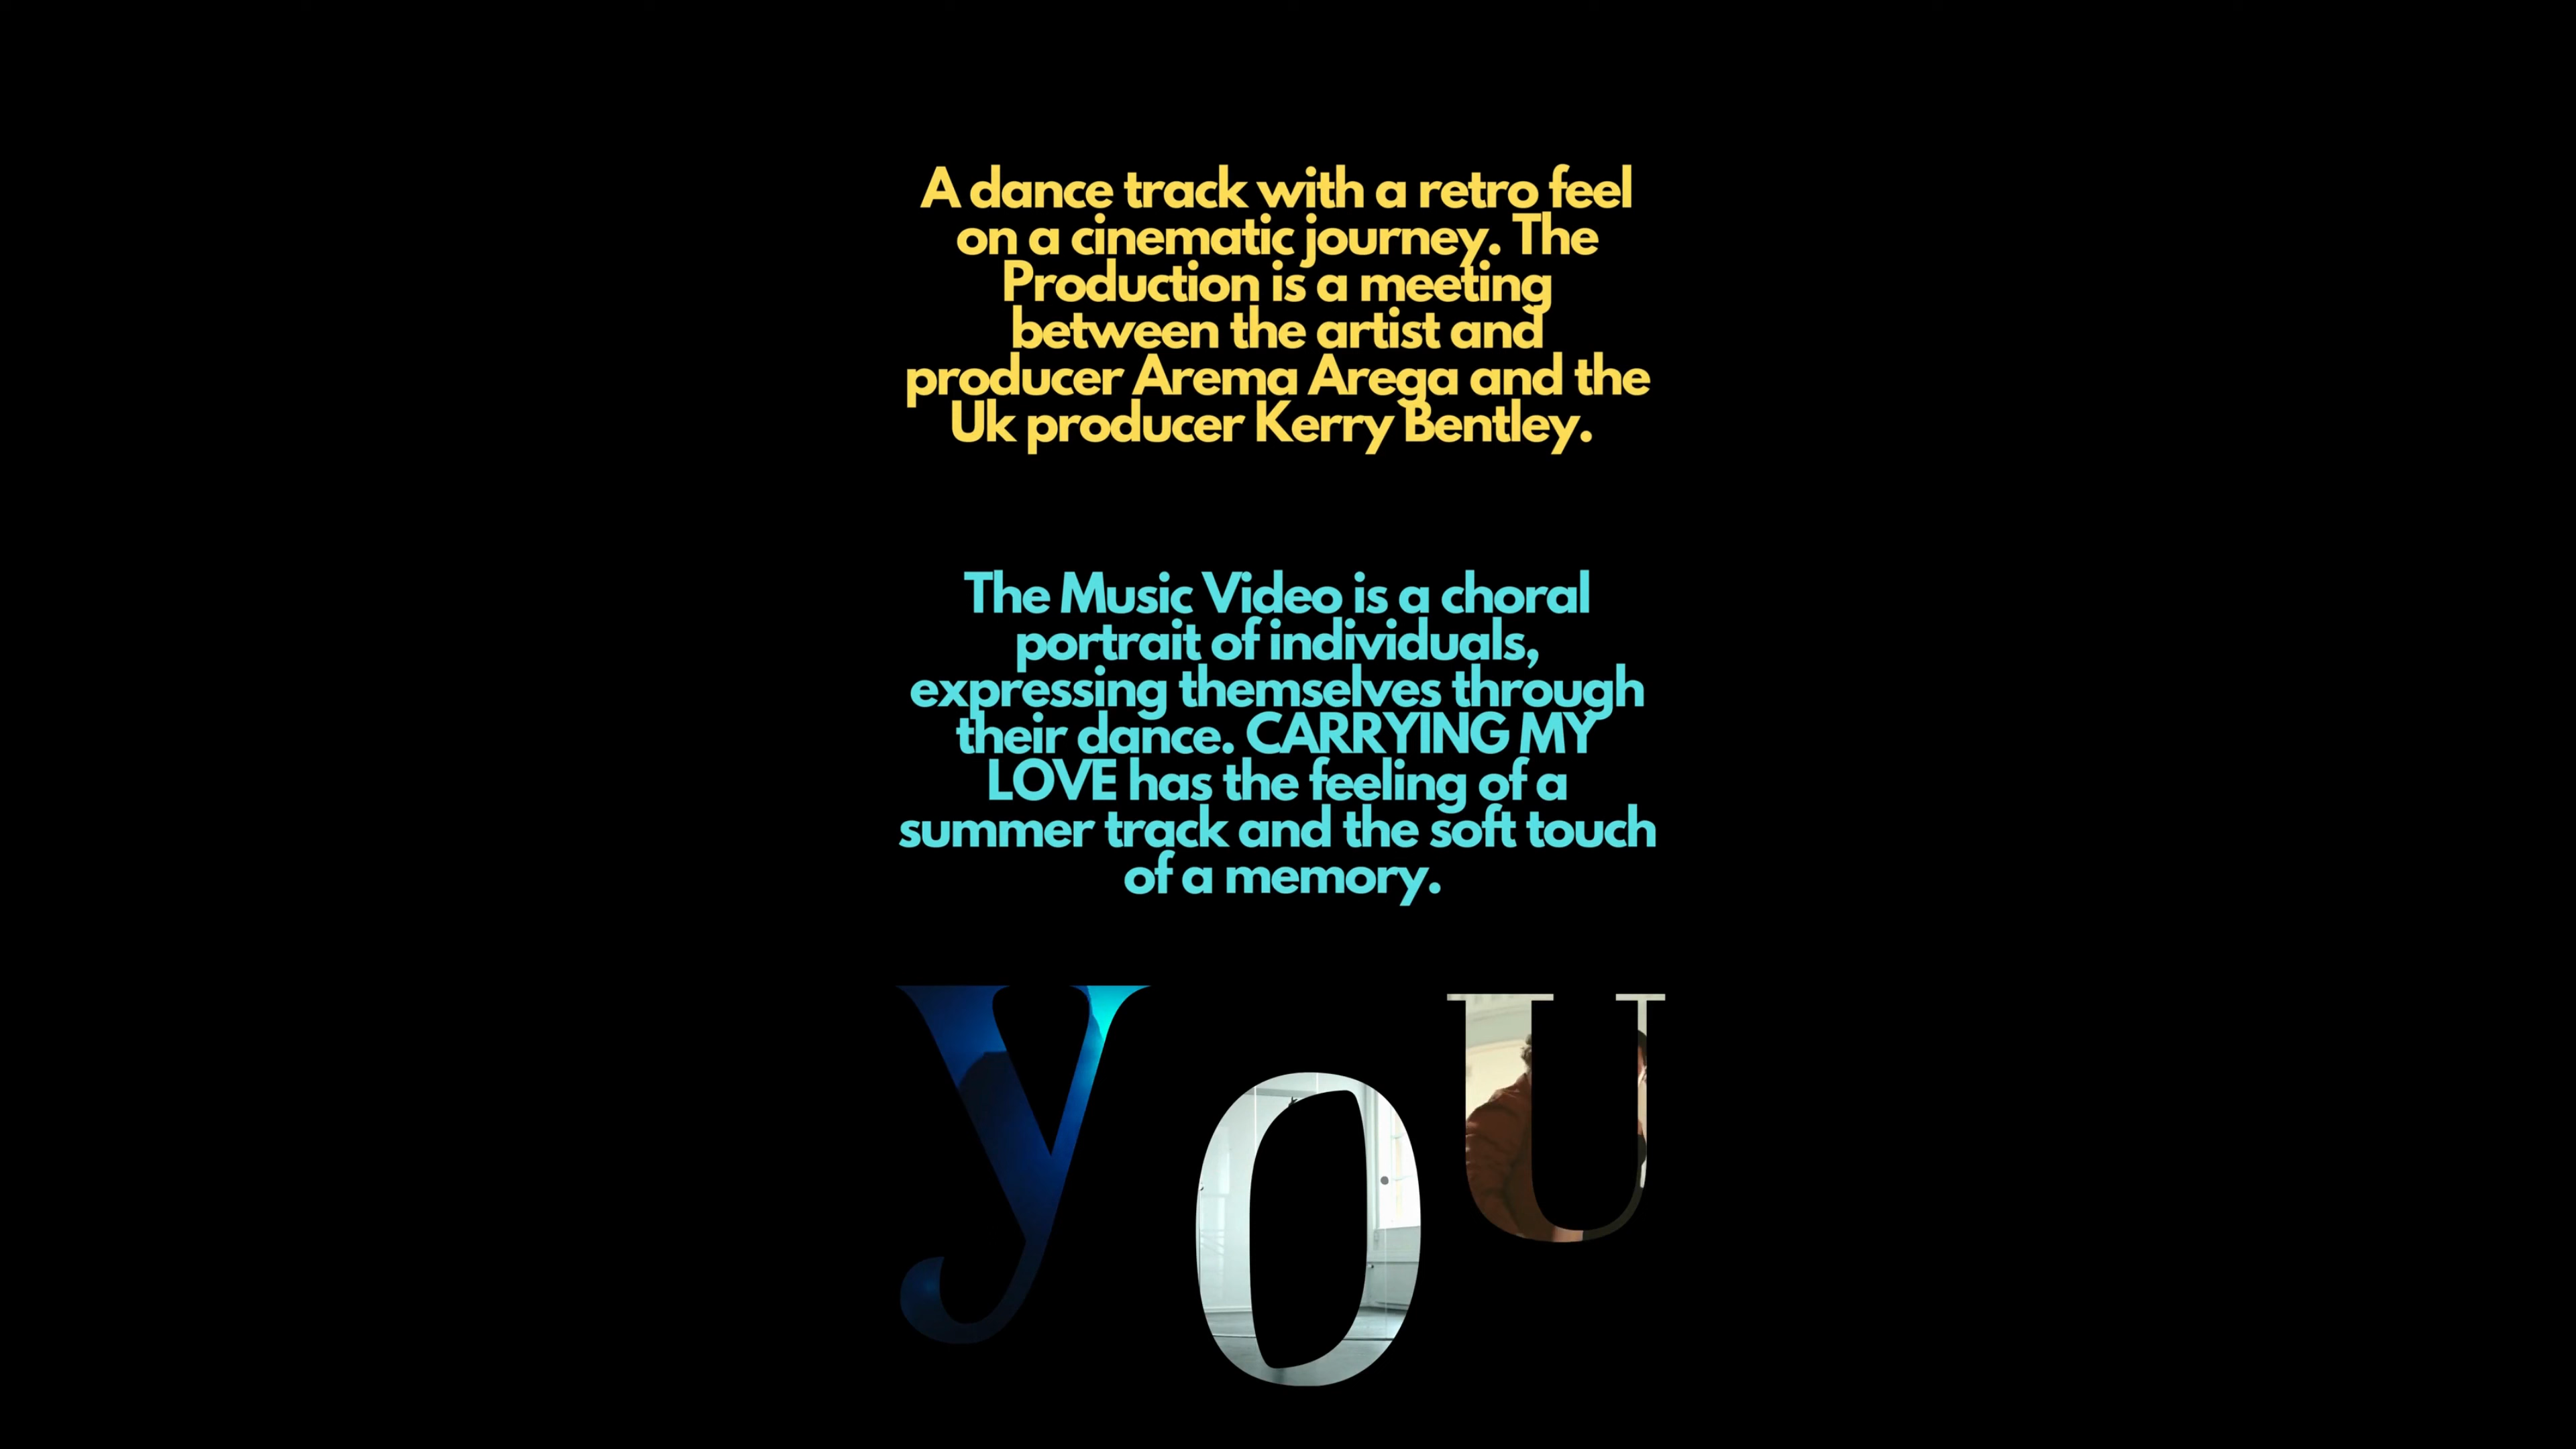 A dance track with a retro feel
on a cinematic journey. The
Production is a meeting
between the artist and
producer Arema Arega and the
Uk producer Kerry Bentley.
The Music Video is a choral
portrait of individuals,
expressing themselves through
their dance. CARRYING MY
LOVE has the feeling of a
summer track and the soft touch
of a memory.
you